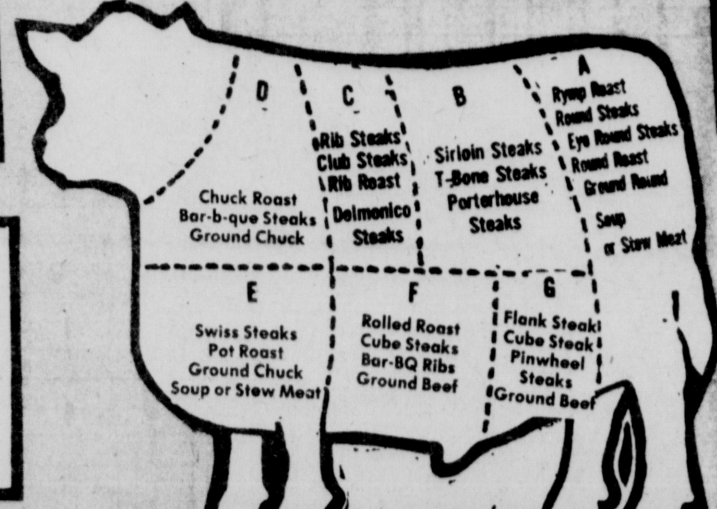 D
Chuck Roast
Bar-b-que Steaks
Ground Chuck
C
Rib Steaks
Club Steaks
Rib Roast
Delmonico
Steaks
B
Sirloin Steaks
T-Bone Steaks
Porterhouse
Steaks
A
Rymp Roast
Round Steaks
Eye Round Steaks
Round Roast
Ground Round
Soup
or Stew Meat
E
Swiss Steaks
Pot Roast
Ground Chuck
Soup or Stew Meat
F
Rolled Roast
Cube Steaks
Bar-BQ Ribs
Ground Beef
G
Flank Steak
Cube Steak
Pinwheel
Steaks
Ground Beef